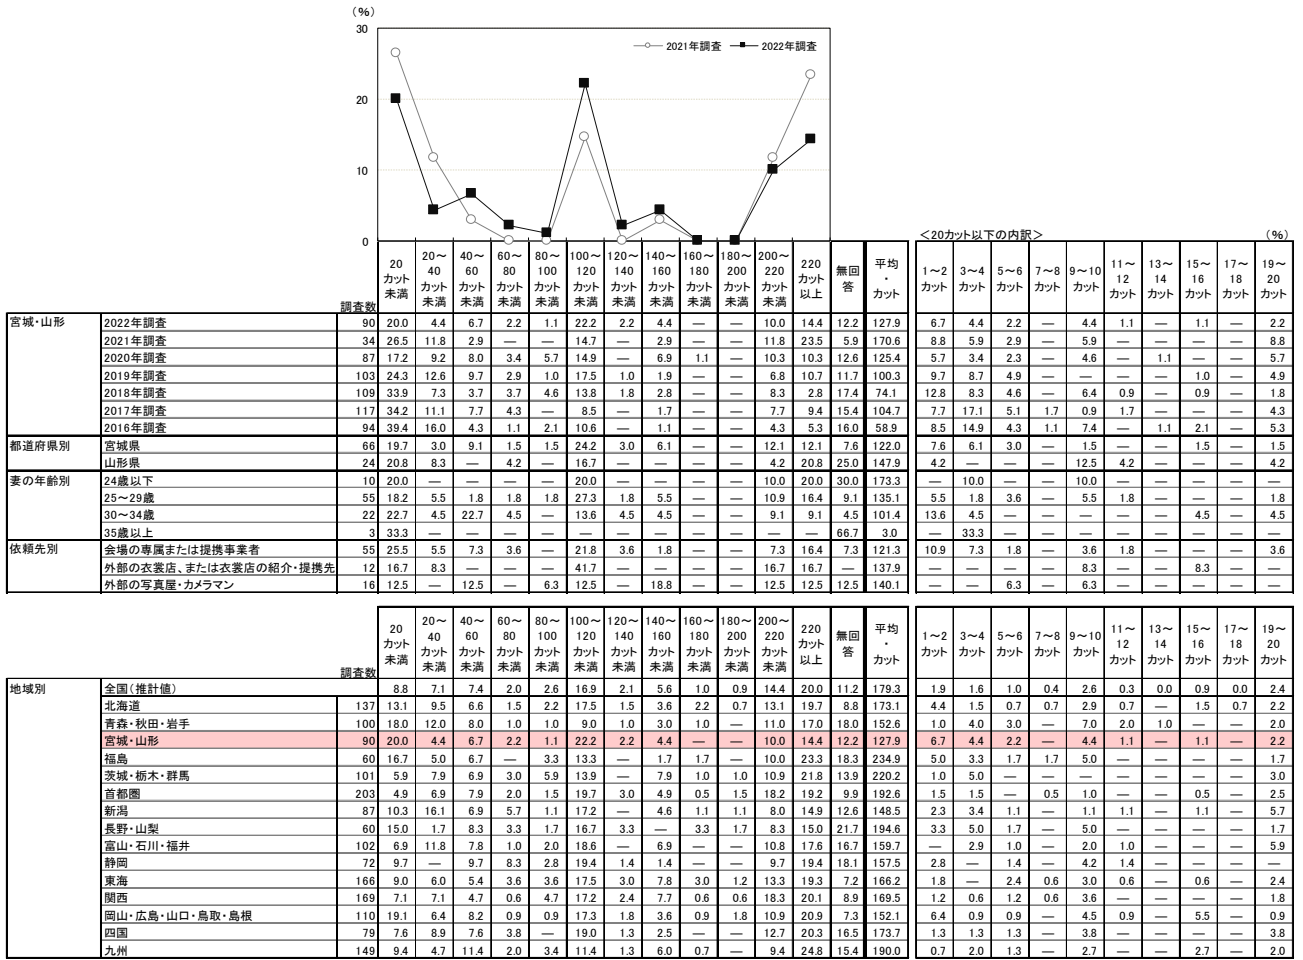 (%)
30
20
10
0
2021年調査 2022年調査
<20カット以下の内訳> (%)
調査数 20カット未満 20～40カット未満 40～60カット未満 60～80カット未満 80～100カット未満 100～120カット未満 120～140カット未満 140～160カット未満 160～180カット未満 180～200カット未満 200～220カット未満 220カット以上 無回答 平均・カット 1～2カット 3～4カット 5～6カット 7～8カット 9～10カット 11～12カット 13～14カット 15～16カット 17～18カット 19～20カット
宮城・山形 2022年調査 90 20.0 4.4 6.7 2.2 1.1 22.2 2.2 4.4 — — 10.0 14.4 12.2 127.9 6.7 4.4 2.2 — 4.4 1.1 — 1.1 — 2.2
2021年調査 34 26.5 11.8 2.9 — — 14.7 — 2.9 — — 11.8 23.5 5.9 170.6 8.8 5.9 2.9 — 5.9 — — — — 8.8
2020年調査 87 17.2 9.2 8.0 3.4 5.7 14.9 — 6.9 1.1 — 10.3 10.3 12.6 125.4 5.7 3.4 2.3 — 4.6 — 1.1 — — 5.7
2019年調査 103 24.3 12.6 9.7 2.9 1.0 17.5 1.0 1.9 — — 6.8 10.7 11.7 100.3 9.7 8.7 4.9 — — — — 1.0 — 4.9
2018年調査 109 33.9 7.3 3.7 3.7 4.6 13.8 1.8 2.8 — — 8.3 2.8 17.4 74.1 12.8 8.3 4.6 — 6.4 0.9 — 0.9 — 1.8
2017年調査 117 34.2 11.1 7.7 4.3 — 8.5 — 1.7 — — 7.7 9.4 15.4 104.7 7.7 17.1 5.1 1.7 0.9 1.7 — — — 4.3
2016年調査 94 39.4 16.0 4.3 1.1 2.1 10.6 — 1.1 — — 4.3 5.3 16.0 58.9 8.5 14.9 4.3 1.1 7.4 — 1.1 2.1 — 5.3
都道府県別 宮城県 66 19.7 3.0 9.1 1.5 1.5 24.2 3.0 6.1 — — 12.1 12.1 7.6 122.0 7.6 6.1 3.0 — 1.5 — — 1.5 — 1.5
山形県 24 20.8 8.3 — 4.2 — 16.7 — — — — 4.2 20.8 25.0 147.9 4.2 — — — 12.5 4.2 — — — 4.2
妻の年齢別 24歳以下 10 20.0 — — — — 20.0 — — — — 10.0 20.0 30.0 173.3 — 10.0 — — 10.0 — — — — —
25～29歳 55 18.2 5.5 1.8 1.8 1.8 27.3 1.8 5.5 — — 10.9 16.4 9.1 135.1 5.5 1.8 3.6 — 5.5 1.8 — — — 1.8
30～34歳 22 22.7 4.5 22.7 4.5 — 13.6 4.5 4.5 — — 9.1 9.1 4.5 101.4 13.6 4.5 — — — — — 4.5 — 4.5
35歳以上 3 33.3 — — — — — — — — — — — 66.7 3.0 — 33.3 — — — — — — — —
依頼先別 会場の専属または提携事業者 55 25.5 5.5 7.3 3.6 — 21.8 3.6 1.8 — — 7.3 16.4 7.3 121.3 10.9 7.3 1.8 — 3.6 1.8 — — — 3.6
外部の衣裳店、または衣裳店の紹介・提携先 12 16.7 8.3 — — — 41.7 — — — — 16.7 16.7 — 137.9 — — — — 8.3 — — 8.3 — —
外部の写真屋・カメラマン 16 12.5 — 12.5 — 6.3 12.5 — 18.8 — — 12.5 12.5 12.5 140.1 — — 6.3 — 6.3 — — — — —
調査数 20カット未満 20～40カット未満 40～60カット未満 60～80カット未満 80～100カット未満 100～120カット未満 120～140カット未満 140～160カット未満 160～180カット未満 180～200カット未満 200～220カット未満 220カット以上 無回答 平均・カット 1～2カット 3～4カット 5～6カット 7～8カット 9～10カット 11～12カット 13～14カット 15～16カット 17～18カット 19～20カット
地域別 全国(推計値) 8.8 7.1 7.4 2.0 2.6 16.9 2.1 5.6 1.0 0.9 14.4 20.0 11.2 179.3 1.9 1.6 1.0 0.4 2.6 0.3 0.0 0.9 0.0 2.4
北海道 137 13.1 9.5 6.6 1.5 2.2 17.5 1.5 3.6 2.2 0.7 13.1 19.7 8.8 173.1 4.4 1.5 0.7 0.7 2.9 0.7 — 1.5 0.7 2.2
青森・秋田・岩手 100 18.0 12.0 8.0 1.0 1.0 9.0 1.0 3.0 1.0 — 11.0 17.0 18.0 152.6 1.0 4.0 3.0 — 7.0 2.0 1.0 — — 2.0
宮城・山形 90 20.0 4.4 6.7 2.2 1.1 22.2 2.2 4.4 — — 10.0 14.4 12.2 127.9 6.7 4.4 2.2 — 4.4 1.1 — 1.1 — 2.2
福島 60 16.7 5.0 6.7 — 3.3 13.3 — 1.7 1.7 — 10.0 23.3 18.3 234.9 5.0 3.3 1.7 1.7 5.0 — — — — 1.7
茨城・栃木・群馬 101 5.9 7.9 6.9 3.0 5.9 13.9 — 7.9 1.0 1.0 10.9 21.8 13.9 220.2 1.0 5.0 — — — — — — — 3.0
首都圏 203 4.9 6.9 7.9 2.0 1.5 19.7 3.0 4.9 0.5 1.5 18.2 19.2 9.9 192.6 1.5 1.5 — 0.5 1.0 — — 0.5 — 2.5
新潟 87 10.3 16.1 6.9 5.7 1.1 17.2 — 4.6 1.1 1.1 8.0 14.9 12.6 148.5 2.3 3.4 1.1 — 1.1 1.1 — 1.1 — 5.7
長野・山梨 60 15.0 1.7 8.3 3.3 1.7 16.7 3.3 — 3.3 1.7 8.3 15.0 21.7 194.6 3.3 5.0 1.7 — 5.0 — — — — 1.7
富山・石川・福井 102 6.9 11.8 7.8 1.0 2.0 18.6 — 6.9 — — 10.8 17.6 16.7 159.7 — 2.9 1.0 — 2.0 1.0 — — — 5.9
静岡 72 9.7 — 9.7 8.3 2.8 19.4 1.4 1.4 — — 9.7 19.4 18.1 157.5 2.8 — 1.4 — 4.2 1.4 — — — —
東海 166 9.0 6.0 5.4 3.6 3.6 17.5 3.0 7.8 3.0 1.2 13.3 19.3 7.2 166.2 1.8 — 2.4 0.6 3.0 0.6 — 0.6 — 2.4
関西 169 7.1 7.1 4.7 0.6 4.7 17.2 2.4 7.7 0.6 0.6 18.3 20.1 8.9 169.5 1.2 0.6 1.2 0.6 3.6 — — — — 1.8
岡山・広島・山口・鳥取・島根 110 19.1 6.4 8.2 0.9 0.9 17.3 1.8 3.6 0.9 1.8 10.9 20.9 7.3 152.1 6.4 0.9 0.9 — 4.5 0.9 — 5.5 — 0.9
四国 79 7.6 8.9 7.6 3.8 — 19.0 1.3 2.5 — — 12.7 20.3 16.5 173.7 1.3 1.3 1.3 — 3.8 — — — — 3.8
九州 149 9.4 4.7 11.4 2.0 3.4 11.4 1.3 6.0 0.7 — 9.4 24.8 15.4 190.0 0.7 2.0 1.3 — 2.7 — — 2.7 — 2.0